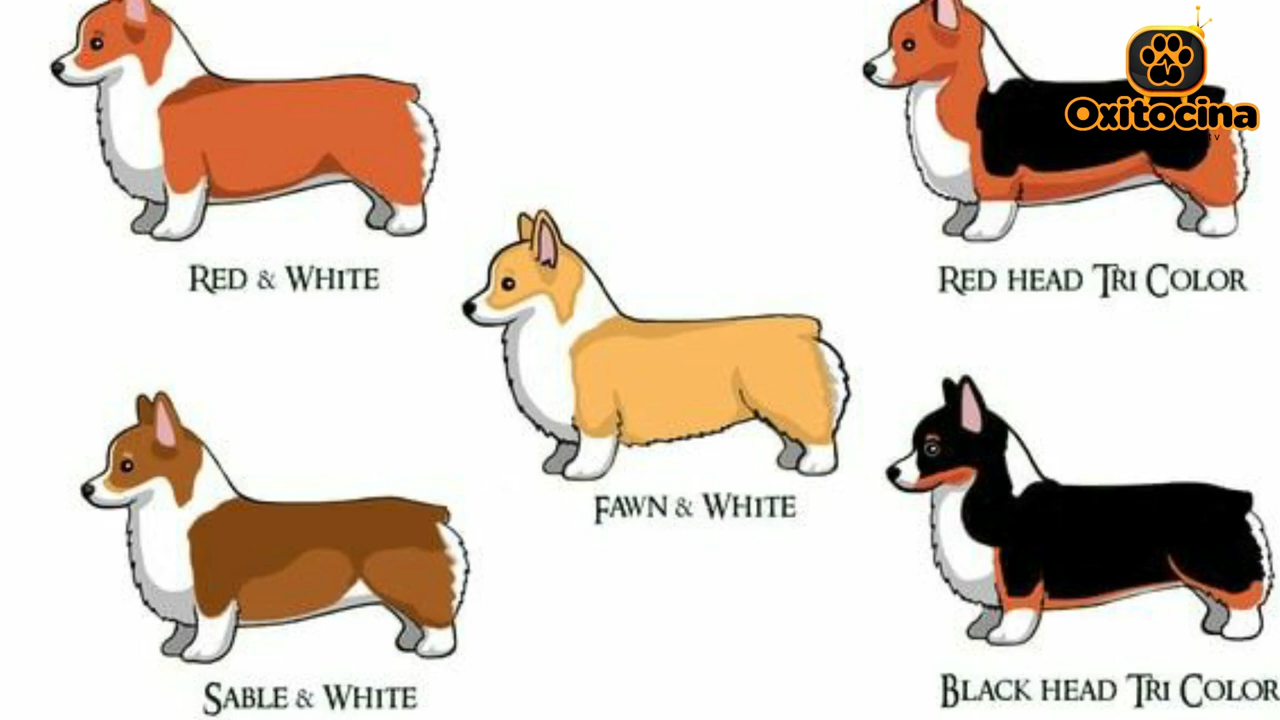 Oxitocina
RED & WHITE
RED HEAD TRI COLOR
FAWN & WHITE
SABLE & WHITE
BLACK HEAD TRI COLOR